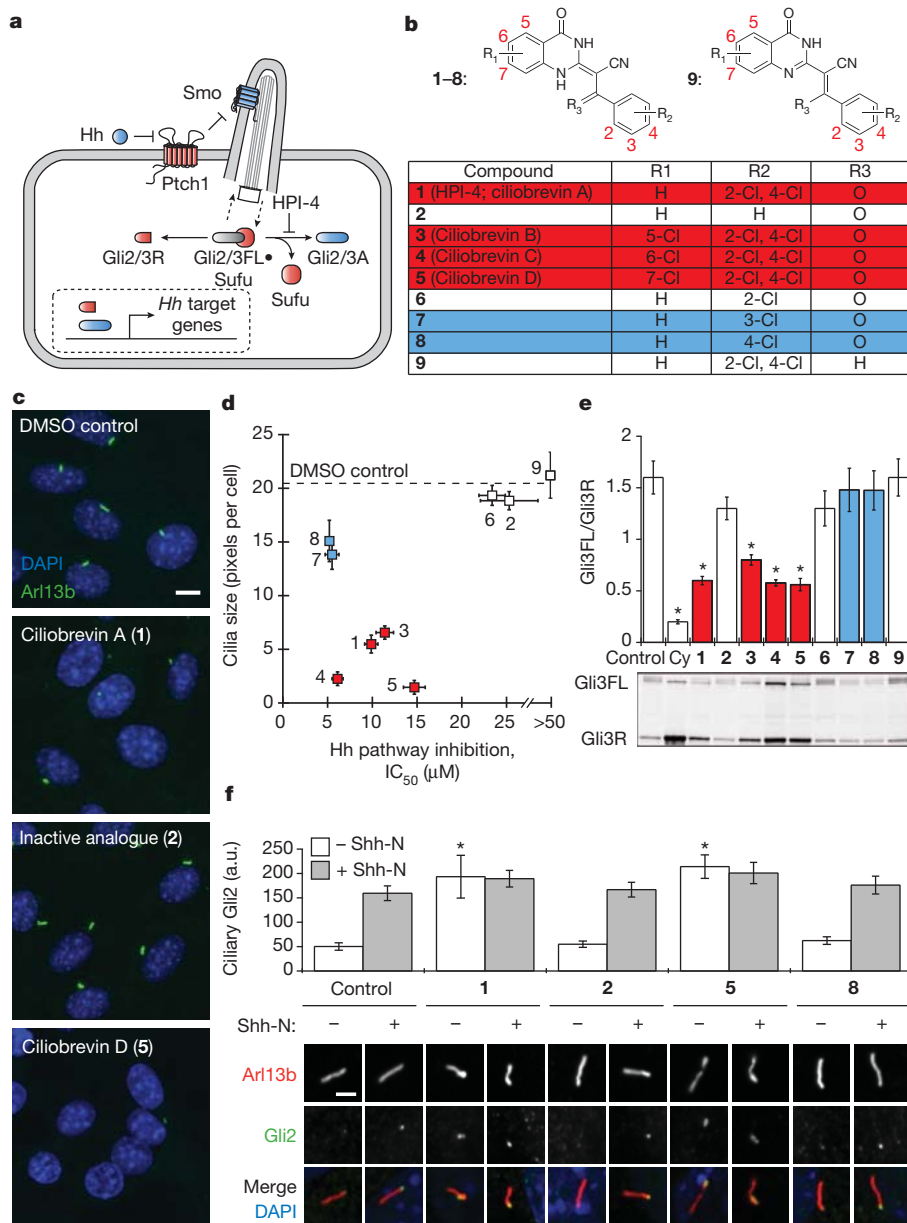 a
Hh
Smo
Ptch1
HPI-4
Gli2/3R
Gli2/3FL•
Sufu
Gli2/3A
Sufu
Hh target
genes
b
1–8:
O
5
6
R1
7
NH
N
H
CN
R3
R2
2
3
4
9:
O
5
6
R1
7
NH
N
CN
R3
R2
2
3
4
Compound R1 R2 R3
1 (HPI-4; ciliobrevin A) H 2-Cl, 4-Cl O
2 H H O
3 (Ciliobrevin B) 5-Cl 2-Cl, 4-Cl O
4 (Ciliobrevin C) 6-Cl 2-Cl, 4-Cl O
5 (Ciliobrevin D) 7-Cl 2-Cl, 4-Cl O
6 H 2-Cl O
7 H 3-Cl O
8 H 4-Cl O
9 H 2-Cl, 4-Cl H
c
DMSO control
DAPI
Arl13b
Ciliobrevin A (1)
Inactive analogue (2)
Ciliobrevin D (5)
d
Cilia size (pixels per cell)
25
20
15
10
5
0
DMSO control
9
6
2
8
7
1
3
4
5
0 5 10 15 20 25 >50
Hh pathway inhibition,
IC50 (μM)
e
Gli3FL/Gli3R
2
1.5
1
0.5
0
* * * * *
Control Cy 1 2 3 4 5 6 7 8 9
Gli3FL
Gli3R
f
Ciliary Gli2 (a.u.)
250
200
150
100
50
0
– Shh-N
+ Shh-N
* *
Control 1 2 5 8
Shh-N: – + – + – + – + – +
Arl13b
Gli2
Merge
DAPI